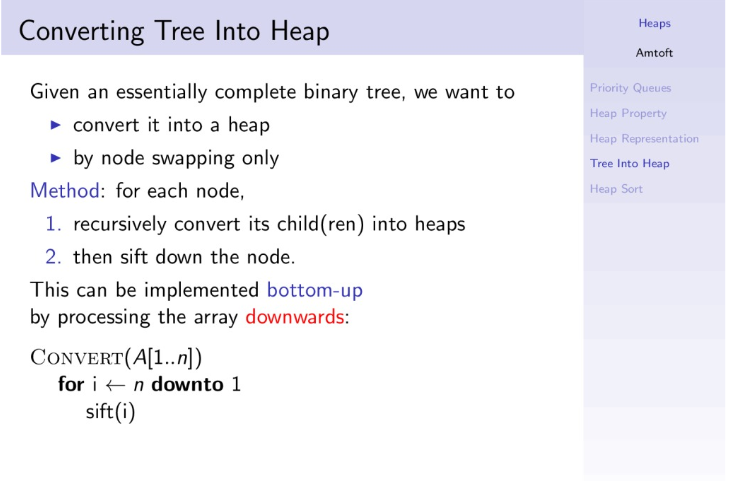 Converting Tree Into Heap
Given an essentially complete binary tree, we want to
▶ convert it into a heap
▶ by node swapping only
Method: for each node,
1. recursively convert its child(ren) into heaps
2. then sift down the node.
This can be implemented bottom-up
by processing the array downwards:
CONVERT(A[1..n])
for i ← n downto 1
sift(i)
Heaps
Amtoft
Priority Queues
Heap Property
Heap Representation
Tree Into Heap
Heap Sort